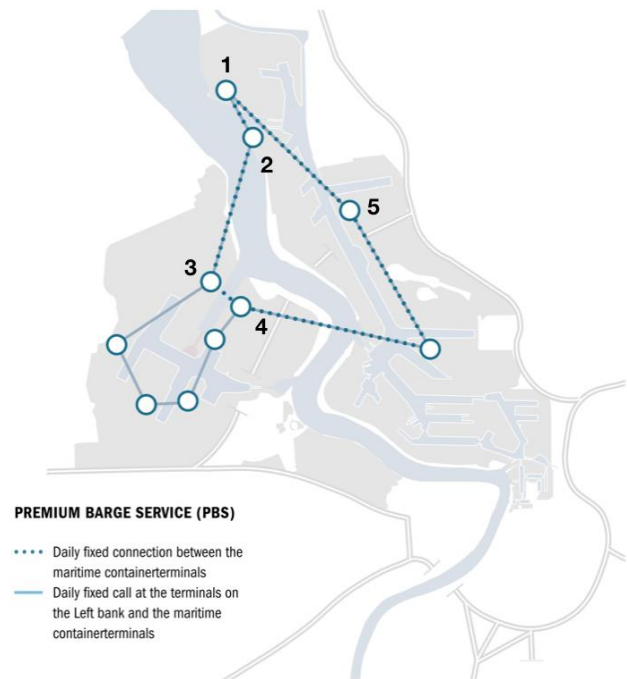 1
2
5
3
4
PREMIUM BARGE SERVICE (PBS)
Daily fixed connection between the
maritime containerterminals
Daily fixed call at the terminals on
the Left bank and the maritime
containerterminals